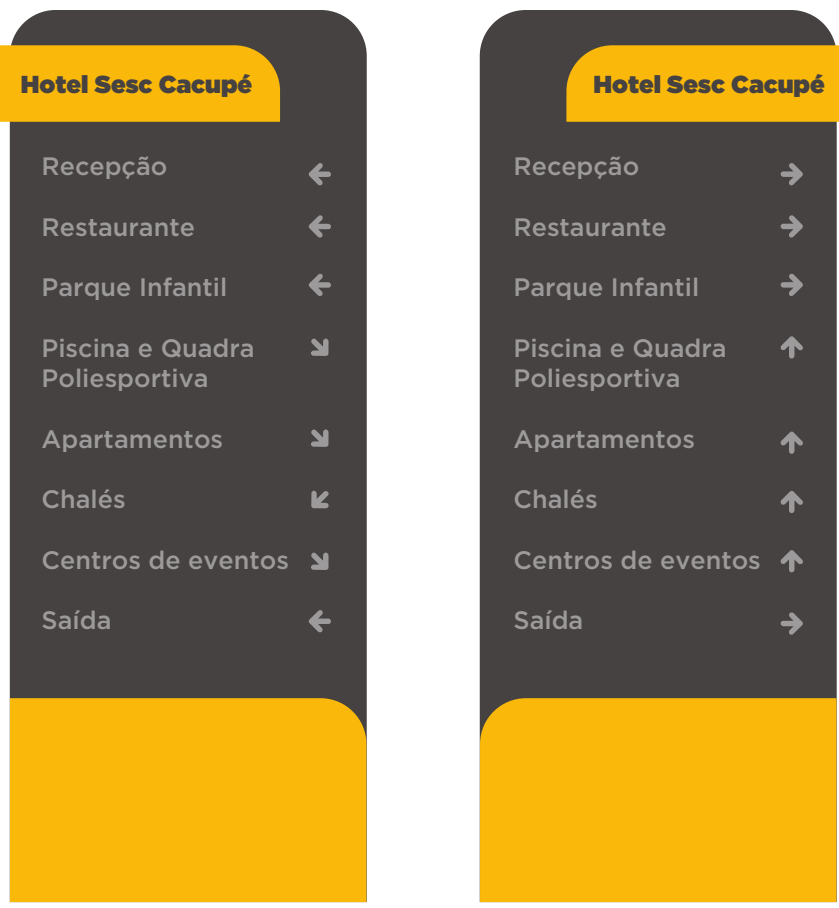 Hotel Sesc Cacupé
Recepção
Restaurante
Parque Infantil
Piscina e Quadra
Poliesportiva
Apartamentos
Chalés
Centros de eventos
Saída
Hotel Sesc Cacupé
Recepção
Restaurante
Parque Infantil
Piscina e Quadra
Poliesportiva
Apartamentos
Chalés
Centros de eventos
Saída